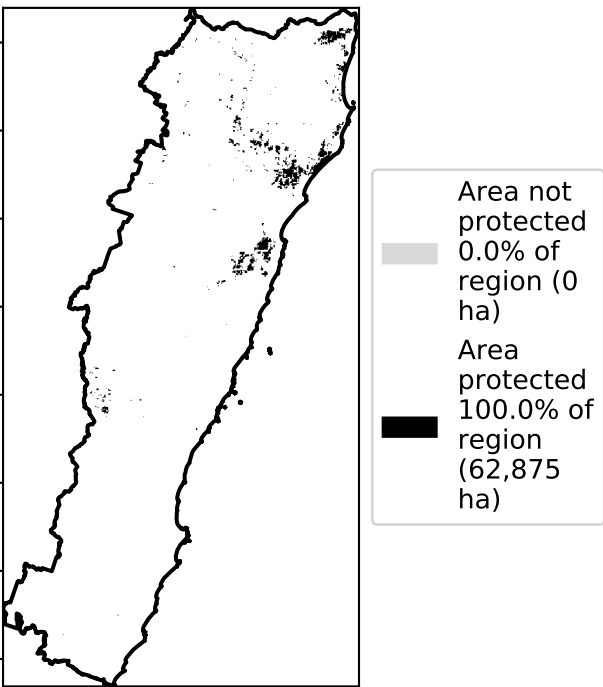 Area not
protected
0.0% of
region (0
ha)
Area
protected
100.0% of
region
(62,875
ha)